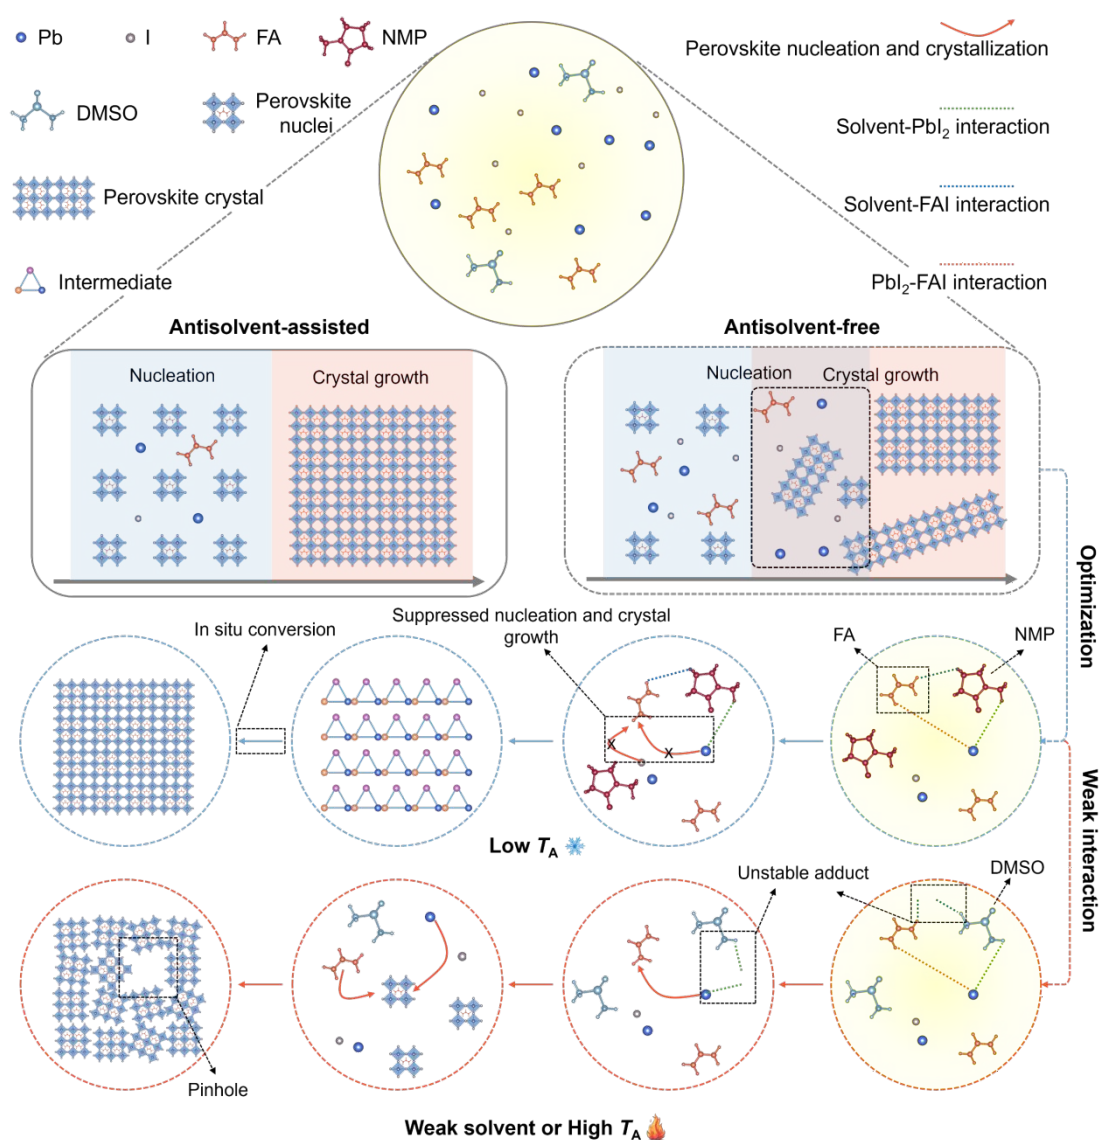 Pb
I
FA
NMP
Perovskite nucleation and crystallization
DMSO
Perovskite
nuclei
Solvent-PbI2 interaction
Perovskite crystal
Solvent-FAI interaction
Intermediate
PbI2-FAI interaction
Antisolvent-assisted
Antisolvent-free
Nucleation
Crystal growth
Nucleation
Crystal growth
Optimization
In situ conversion
Suppressed nucleation and crystal
growth
FA
NMP
X
X
Low TA
Weak interaction
Unstable adduct
DMSO
Pinhole
Weak solvent or High TA